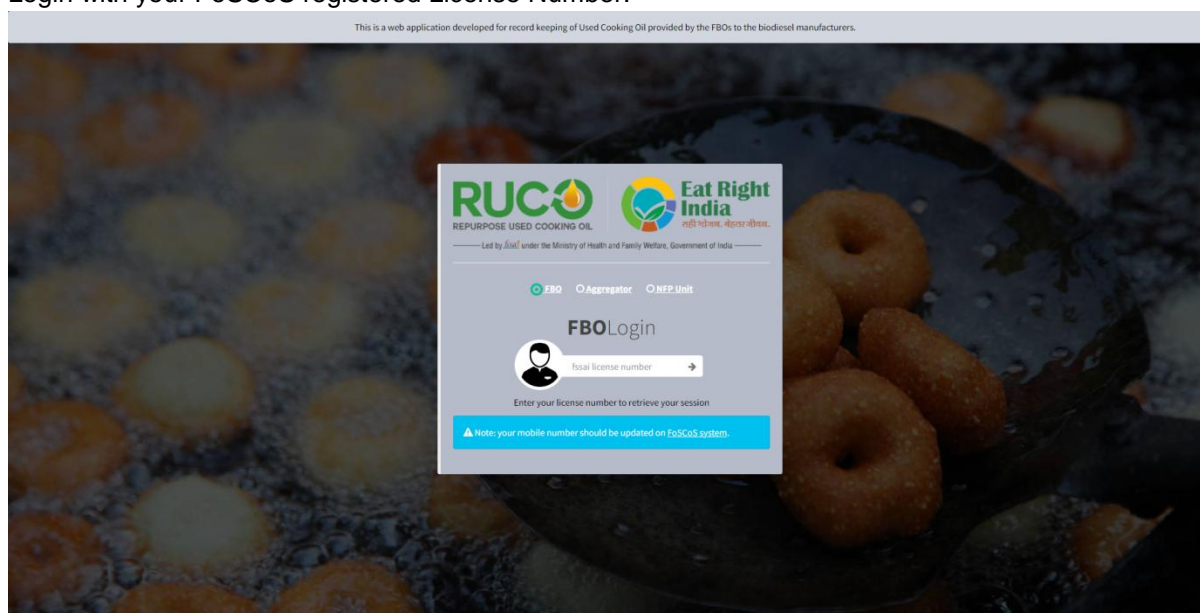 Login with your FoSCoS registered License Number.
This is a web application developed for record keeping of Used Cooking Oil provided by the FBOs to the biodiesel manufacturers.
RUCO
REPURPOSE USED COOKING OIL
Eat Right
India
सही भोजन. बेहतर जीवन.
Led by fssai under the Ministry of Health and Family Welfare, Government of India
FBO Aggregator NFP Unit
FBOLogin
fssai license number
Enter your license number to retrieve your session
Note: your mobile number should be updated on FoSCoS system.